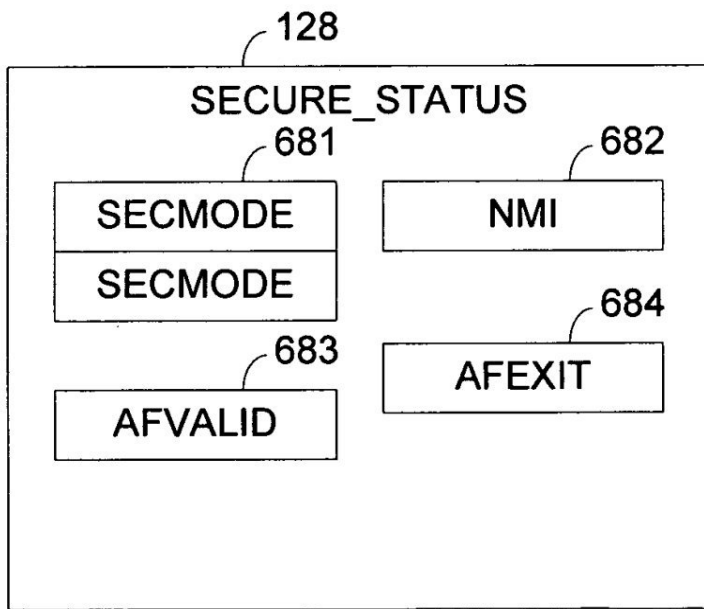 128
SECURE_STATUS
681
SECMODE
SECMODE
682
NMI
683
AFVALID
684
AFEXIT